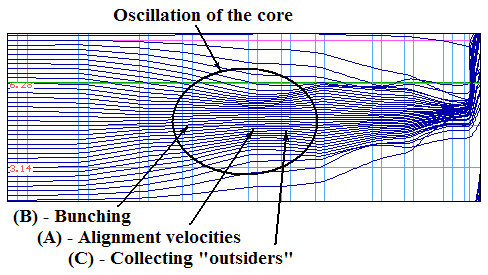 Oscillation of the core
6.28
3.14
(B) - Bunching
(A) - Alignment velocities
(C) - Collecting "outsiders"